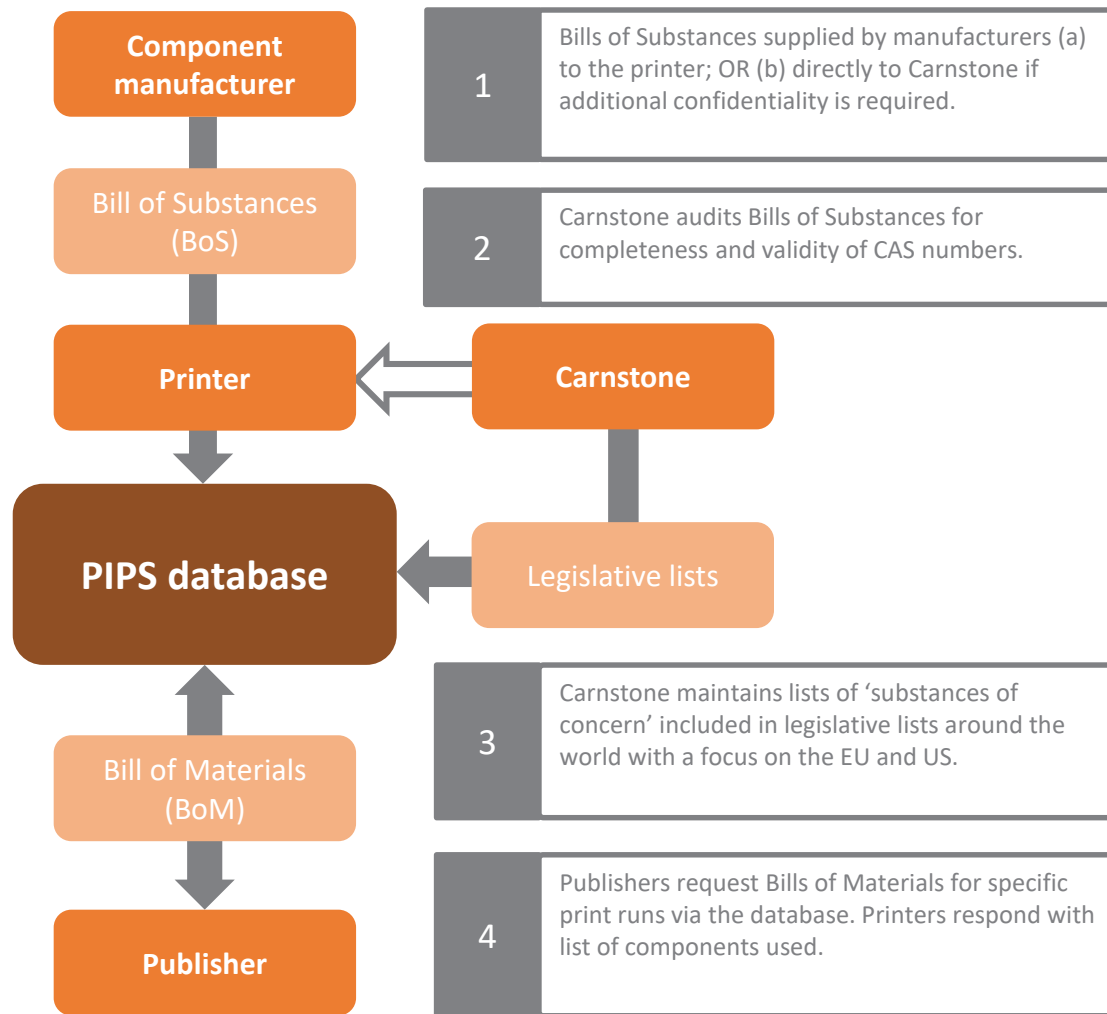 Component
manufacturer
1
Bills of Substances supplied by manufacturers (a)
to the printer; OR (b) directly to Carnstone if
additional confidentiality is required.
Bill of Substances
(BoS)
2
Carnstone audits Bills of Substances for
completeness and validity of CAS numbers.
Printer
Carnstone
PIPS database
Legislative lists
3
Carnstone maintains lists of ‘substances of
concern’ included in legislative lists around the
world with a focus on the EU and US.
Bill of Materials
(BoM)
4
Publishers request Bills of Materials for specific
print runs via the database. Printers respond with
list of components used.
Publisher